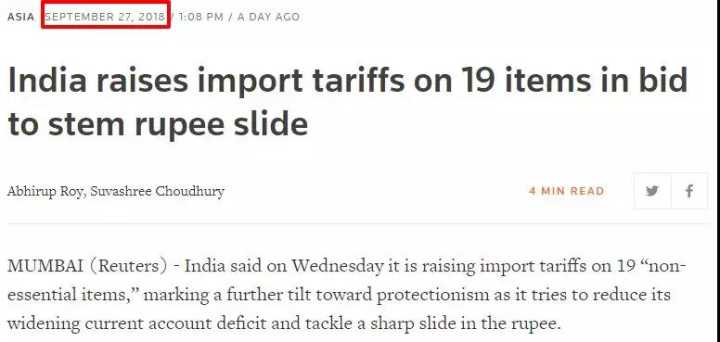 ASIA SEPTEMBER 27, 2018 / 1:08 PM / A DAY AGO
India raises import tariffs on 19 items in bid
to stem rupee slide
Abhirup Roy, Suvashree Choudhury
4 MIN READ
MUMBAI (Reuters) - India said on Wednesday it is raising import tariffs on 19 “non-
essential items,” marking a further tilt toward protectionism as it tries to reduce its
widening current account deficit and tackle a sharp slide in the rupee.